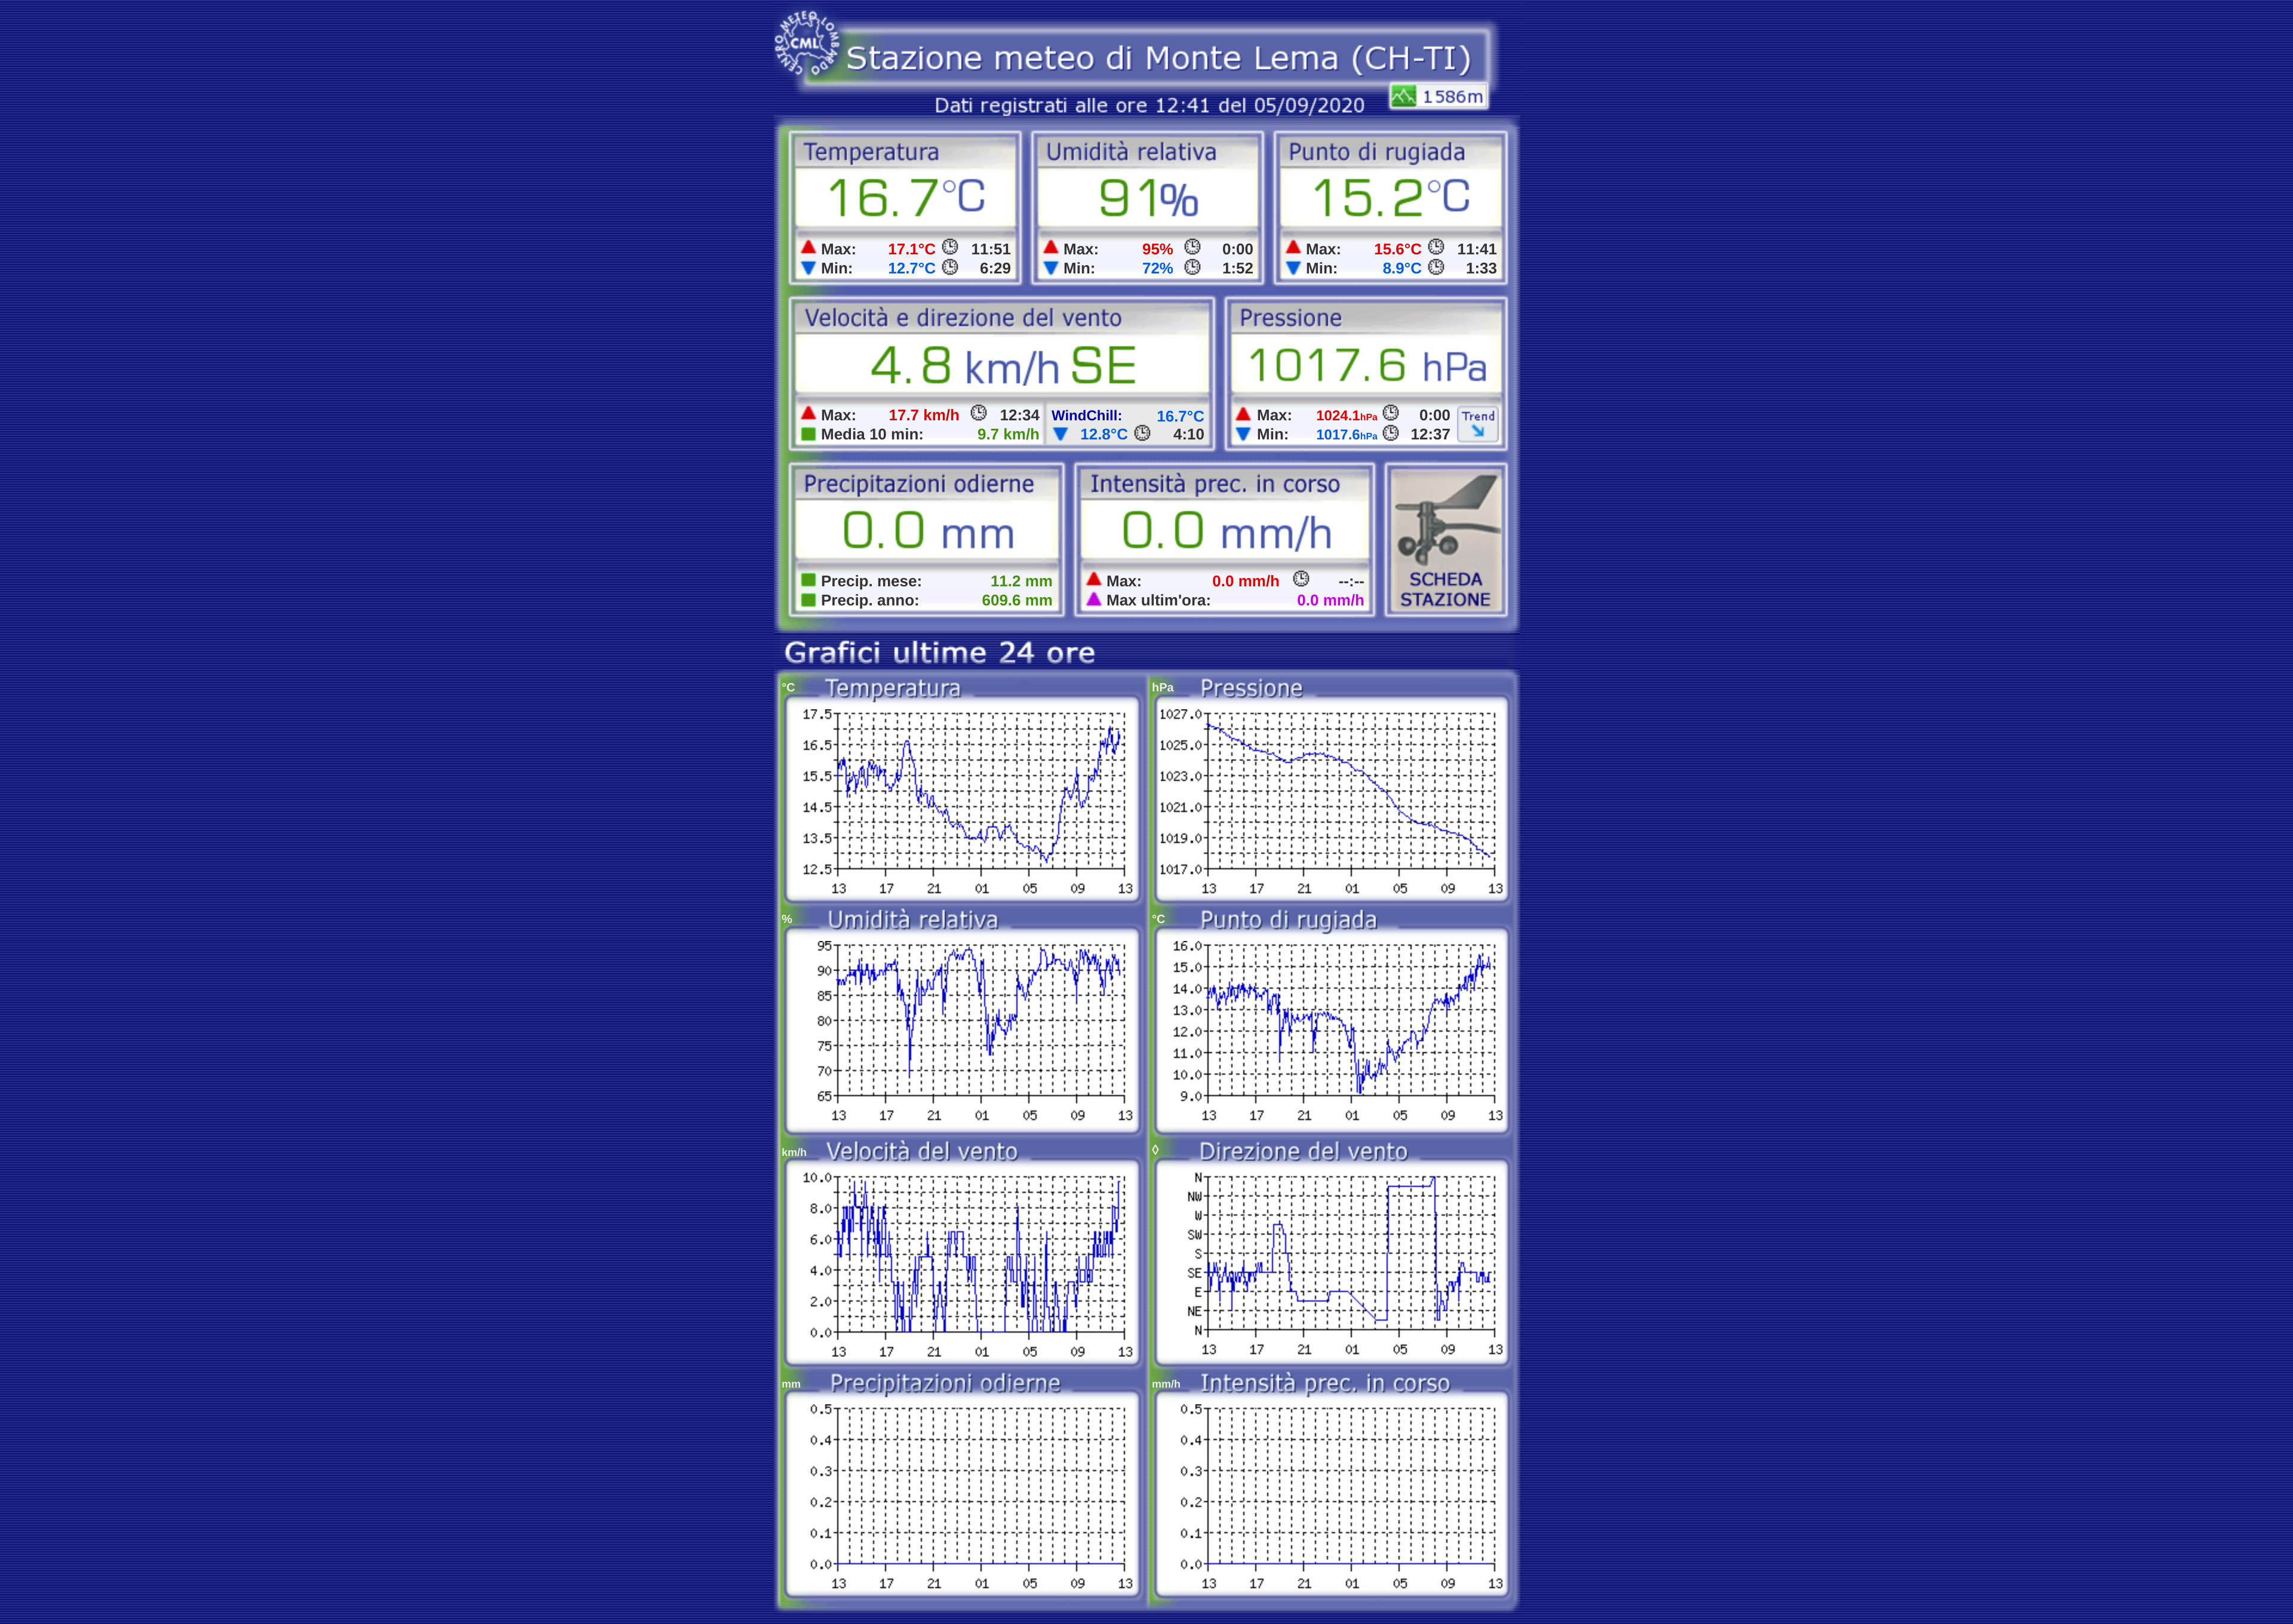 CENTRO METEO LOMBARDO
CML
Stazione meteo di Monte Lema (CH-TI)
Dati registrati alle ore 12:41 del 05/09/2020
1586m
Temperatura
16.7°C
Max: 17.1°C 11:51
Min: 12.7°C 6:29
Umidità relativa
91%
Max: 95% 0:00
Min: 72% 1:52
Punto di rugiada
15.2°C
Max: 15.6°C 11:41
Min: 8.9°C 1:33
Velocità e direzione del vento
4.8 km/h SE
Max: 17.7 km/h 12:34
Media 10 min: 9.7 km/h
WindChill: 16.7°C
12.8°C 4:10
Pressione
1017.6 hPa
Max: 1024.1hPa 0:00
Min: 1017.6hPa 12:37
Trend
Precipitazioni odierne
0.0 mm
Precip. mese: 11.2 mm
Precip. anno: 609.6 mm
Intensità prec. in corso
0.0 mm/h
Max: 0.0 mm/h --:--
Max ultim'ora: 0.0 mm/h
SCHEDA
STAZIONE
Grafici ultime 24 ore
°C Temperatura
17.5
16.5
15.5
14.5
13.5
12.5
13 17 21 01 05 09 13
hPa Pressione
1027.0
1025.0
1023.0
1021.0
1019.0
1017.0
13 17 21 01 05 09 13
% Umidità relativa
95
90
85
80
75
70
65
13 17 21 01 05 09 13
°C Punto di rugiada
16.0
15.0
14.0
13.0
12.0
11.0
10.0
9.0
13 17 21 01 05 09 13
km/h Velocità del vento
10.0
8.0
6.0
4.0
2.0
0.0
13 17 21 01 05 09 13
◊ Direzione del vento
N
NW
W
SW
S
SE
E
NE
N
13 17 21 01 05 09 13
mm Precipitazioni odierne
0.5
0.4
0.3
0.2
0.1
0.0
13 17 21 01 05 09 13
mm/h Intensità prec. in corso
0.5
0.4
0.3
0.2
0.1
0.0
13 17 21 01 05 09 13